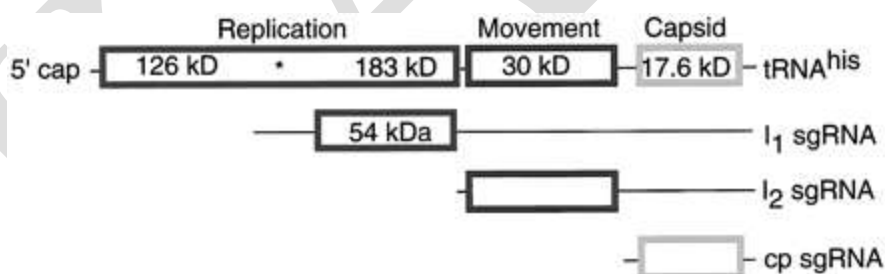 Replication Movement Capsid
5' cap 126 kD * 183 kD 30 kD 17.6 kD tRNAhis
54 kDa I1 sgRNA
I2 sgRNA
cp sgRNA